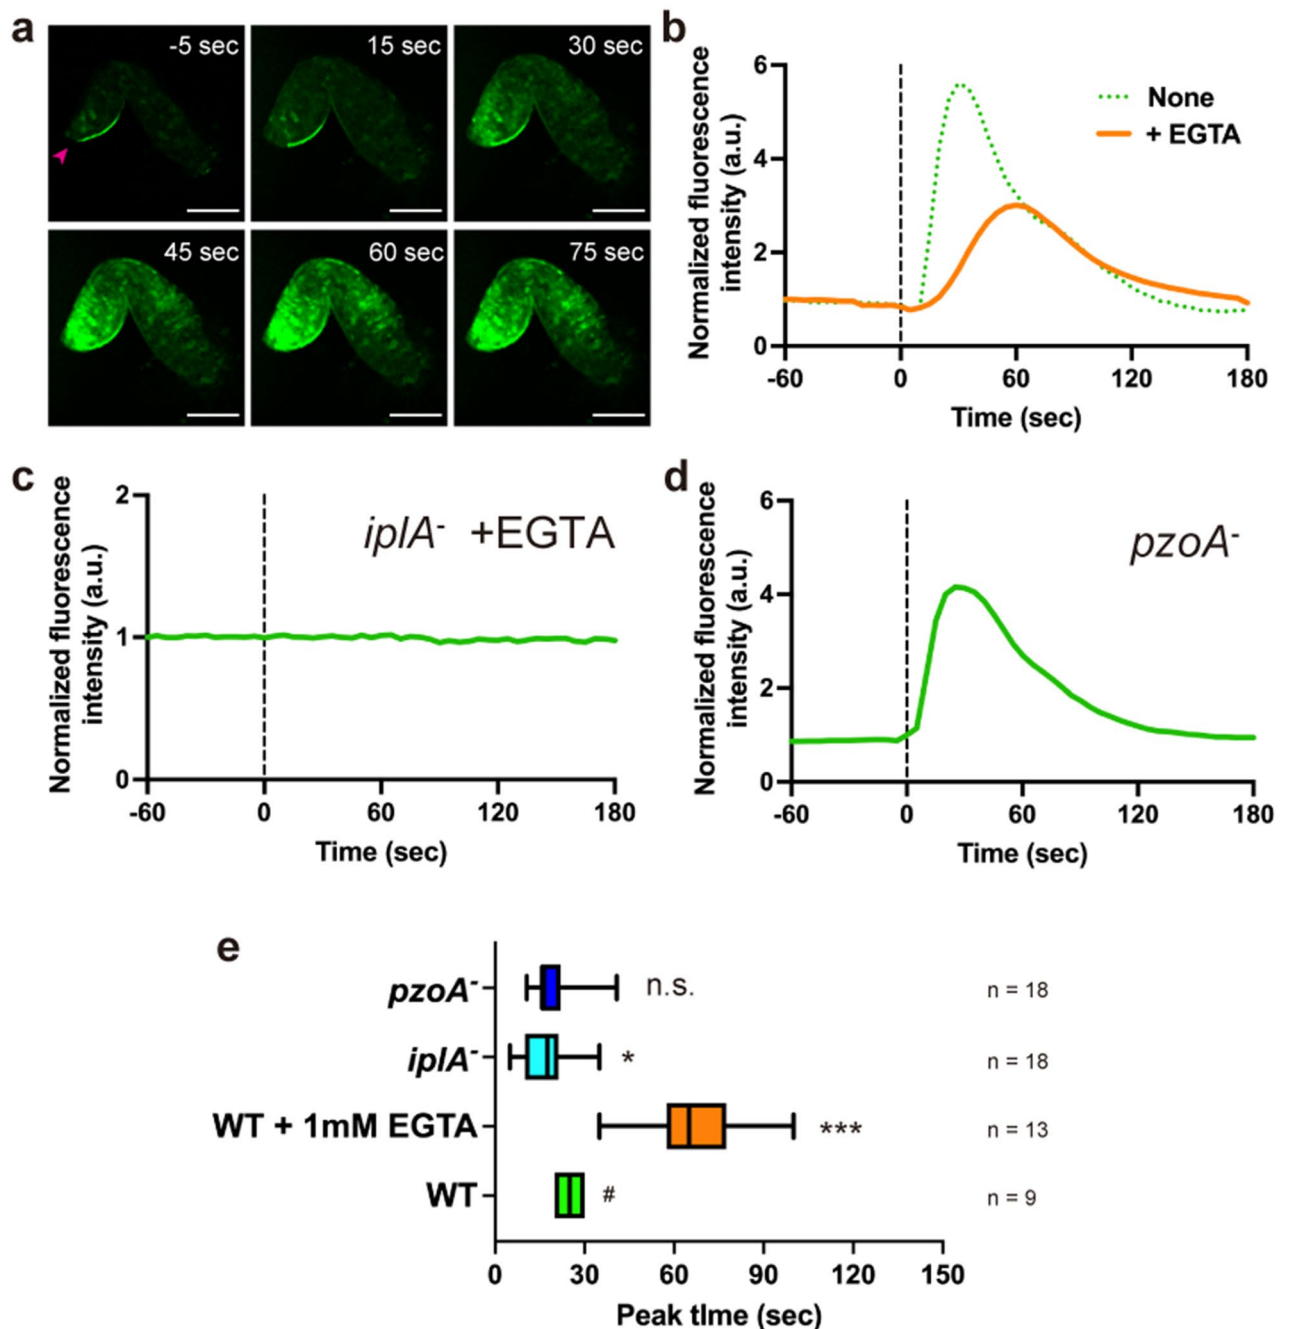 a
-5 sec
15 sec
30 sec
45 sec
60 sec
75 sec
b
Normalized fluorescence
intensity (a.u.)
6
4
2
0
-60
0
60
120
180
Time (sec)
None
+ EGTA
c
Normalized fluorescence
intensity (a.u.)
2
1
0
-60
0
60
120
180
Time (sec)
iplA- +EGTA
d
Normalized fluorescence
intensity (a.u.)
6
4
2
0
-60
0
60
120
180
Time (sec)
pzoA-
e
pzoA- n.s. n = 18
iplA- * n = 18
WT + 1mM EGTA *** n = 13
WT # n = 9
0 30 60 90 120 150
Peak tIme (sec)